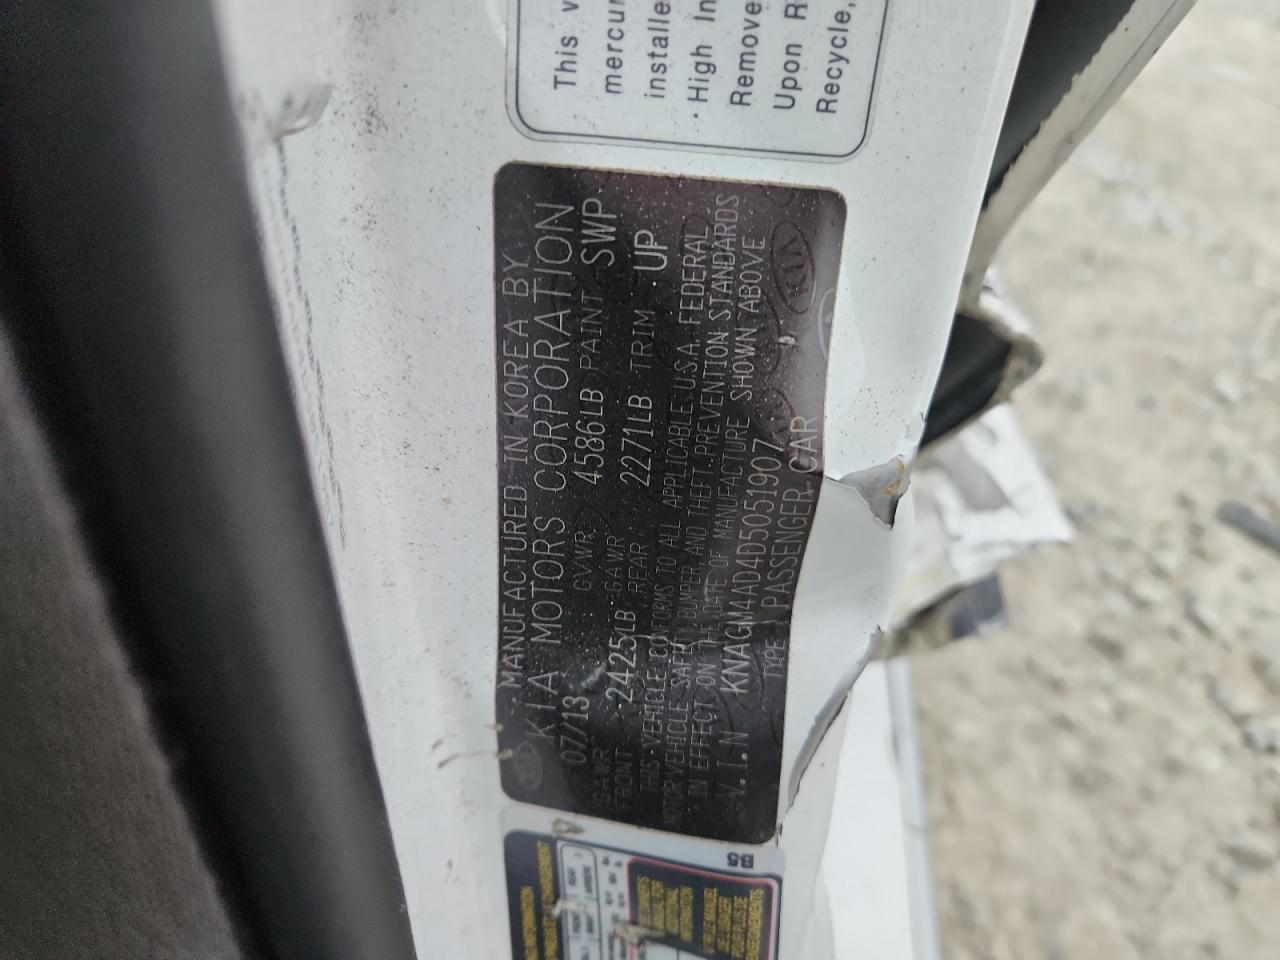 This v
mercur
installe
High In
Remove
Upon R
Recycle,
MANUFACTURED IN KOREA BY
KIA MOTORS CORPORATION
07/13 GVWR 4586LB PAINT SWP
GAWR GAWR
FRONT 2425LB REAR 2271LB TRIM UP
THIS VEHICLE CONFORMS TO ALL APPLICABLE U.S.A. FEDERAL
MOTOR VEHICLE SAFETY, BUMPER, AND THEFT PREVENTION STANDARDS
IN EFFECT ON THE DATE OF MANUFACTURE SHOWN ABOVE
V.I.N KNAGM4AD4D5051907
TYPE PASSENGER CAR
KIA
B5